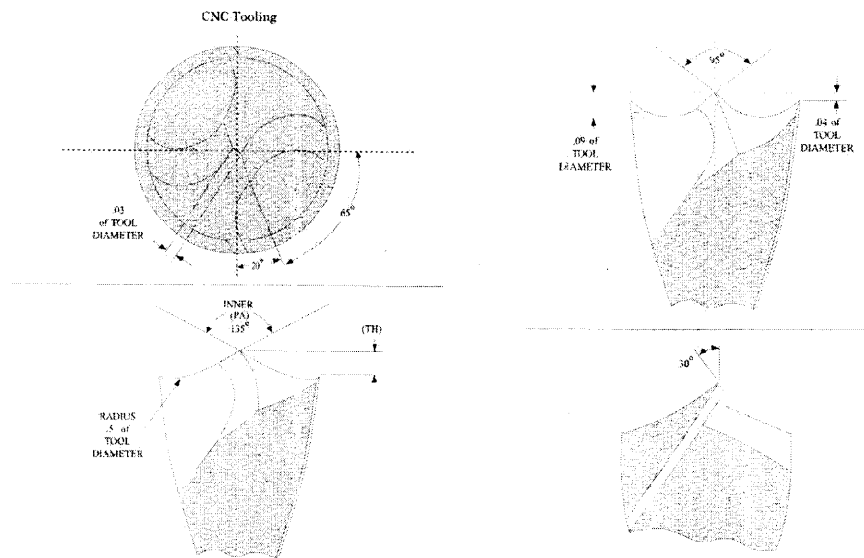 CNC Tooling
.03
of TOOL
DIAMETER
65°
20°
95°
.09 of
TOOL
DIAMETER
.04 of
TOOL
DIAMETER
INNER
(PA)
135°
(TH)
RADIUS
.5 of
TOOL
DIAMETER
30°